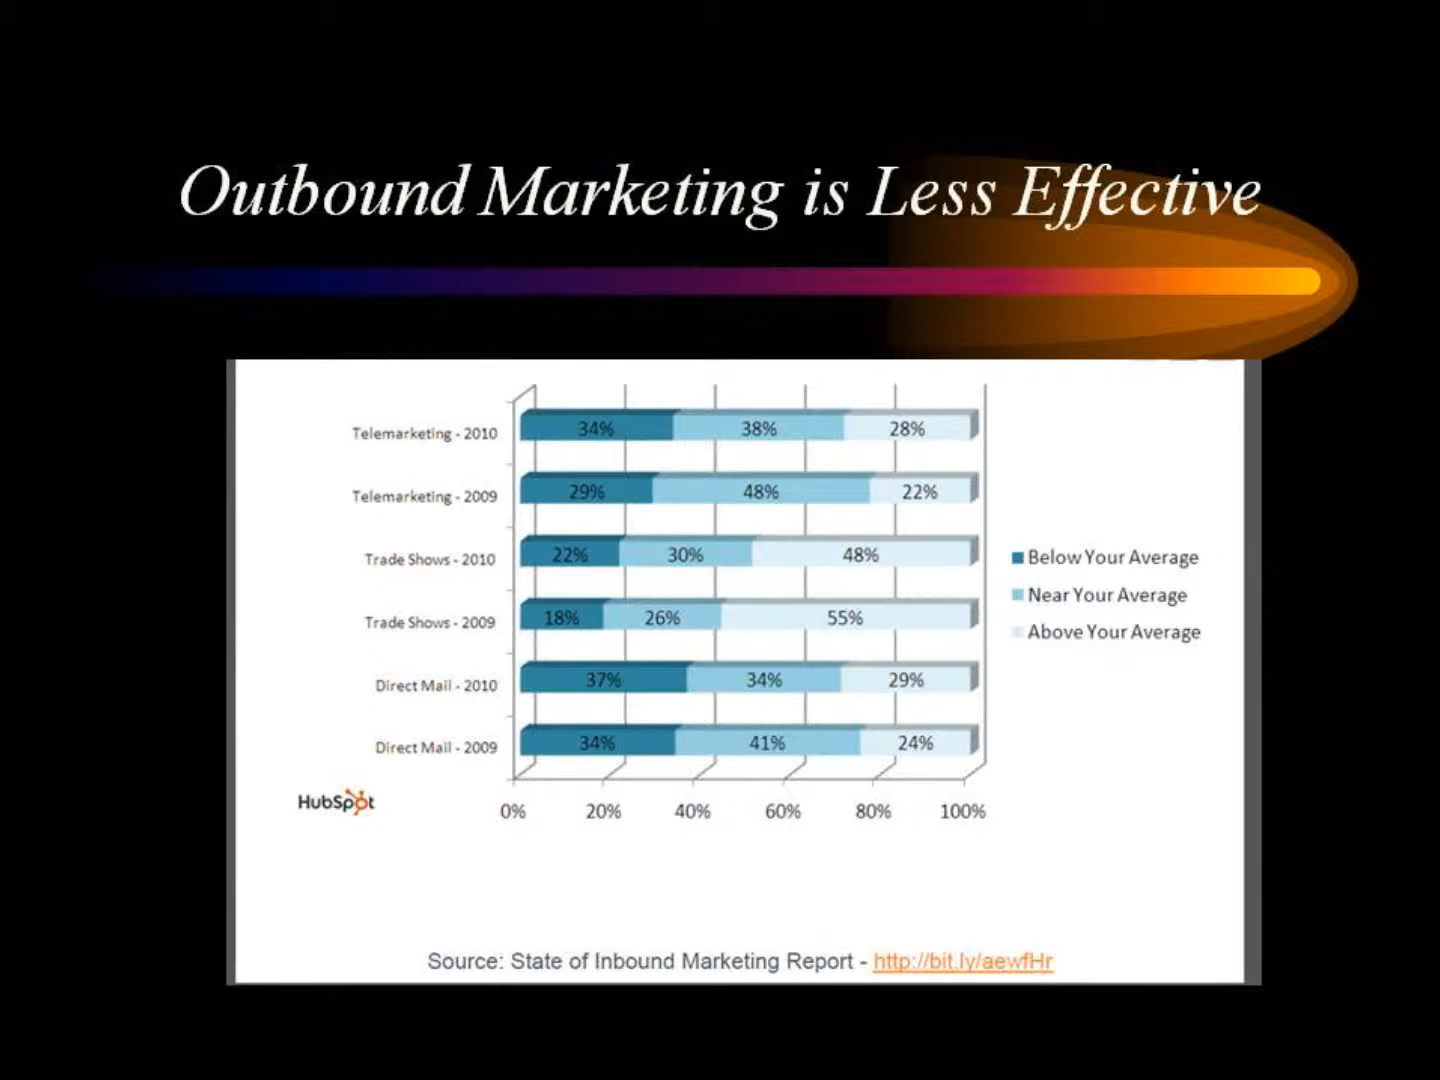 Outbound Marketing is Less Effective
Telemarketing - 2010
34%
38%
28%
Telemarketing - 2009
29%
48%
22%
Trade Shows - 2010
22%
30%
48%
Trade Shows - 2009
18%
26%
55%
Direct Mail - 2010
37%
34%
29%
Direct Mail - 2009
34%
41%
24%
0%
20%
40%
60%
80%
100%
Below Your Average
Near Your Average
Above Your Average
HubSpot
Source: State of Inbound Marketing Report - http://bit.ly/aewfHr